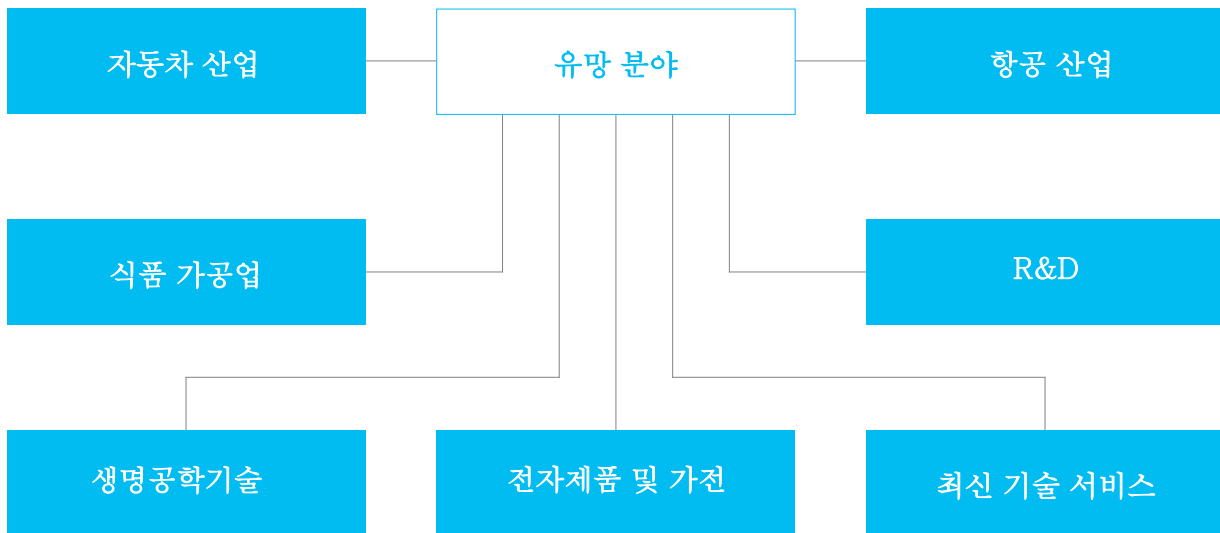 자동차 산업
유망 분야
항공 산업
식품 가공업
R&D
생명공학기술
전자제품 및 가전
최신 기술 서비스